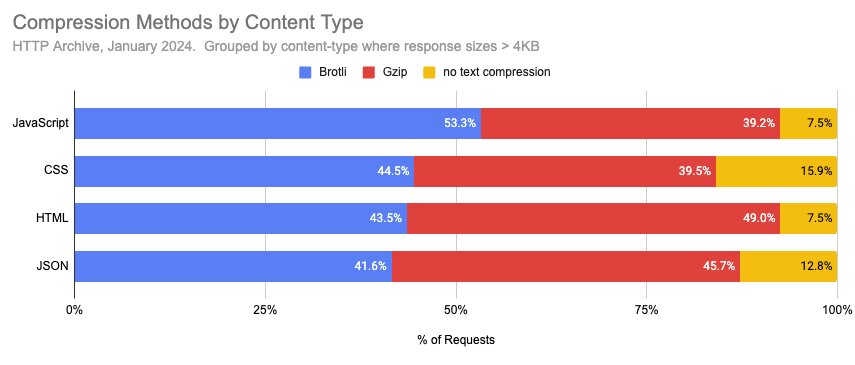 Compression Methods by Content Type
HTTP Archive, January 2024.  Grouped by content-type where response sizes > 4KB
Brotli Gzip no text compression
JavaScript 53.3% 39.2% 7.5%
CSS 44.5% 39.5% 15.9%
HTML 43.5% 49.0% 7.5%
JSON 41.6% 45.7% 12.8%
0% 25% 50% 75% 100%
% of Requests